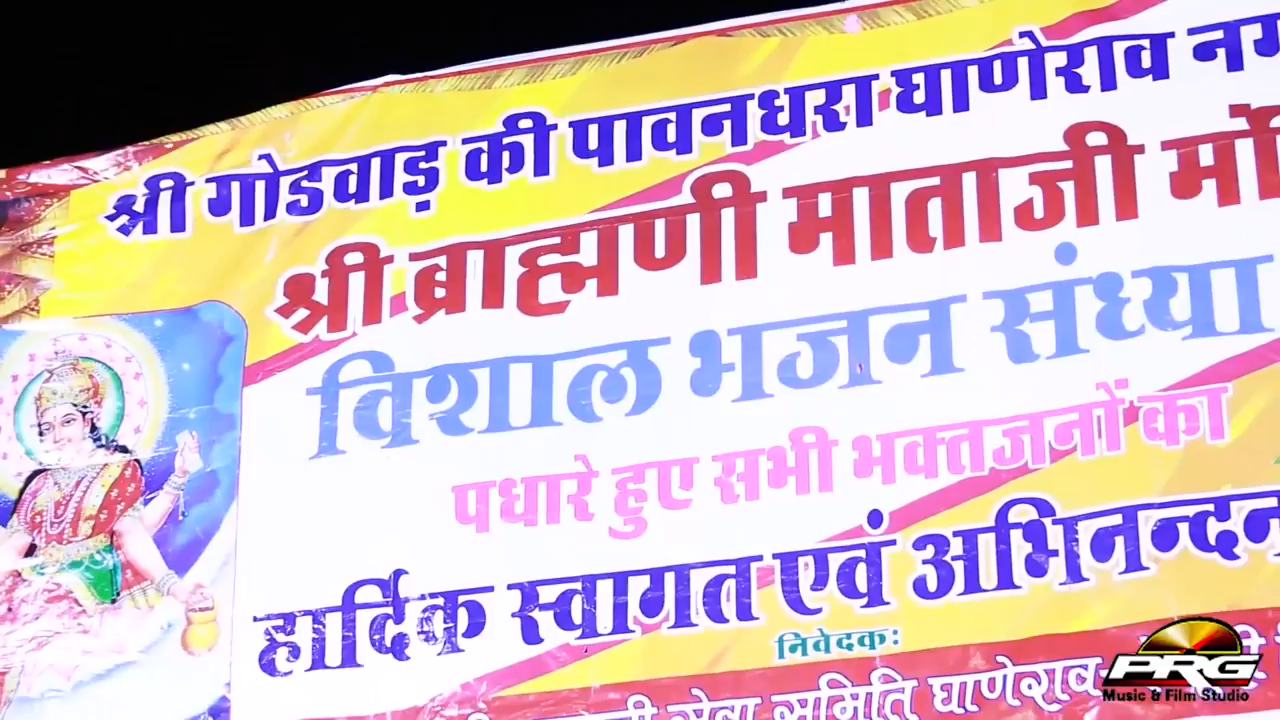 श्री गोडवाड़ की पावनधरा घाणेराव
श्री ब्राह्मणी माताजी
विशाल भजन संध्या
पधारे हुए सभी भक्तजनों का
हार्दिक स्वागत एवं अभिनन्दन
निवेदक:
सेवा समिति घाणेराव
PRG
Music & Film Studio